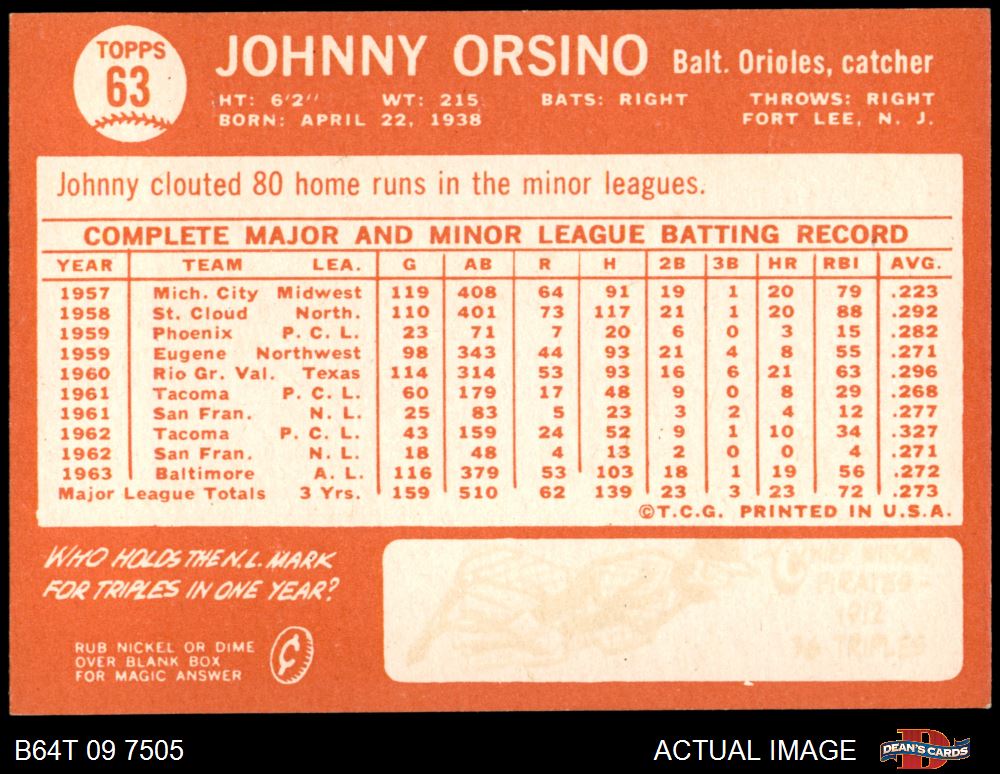 TOPPS
63
JOHNNY ORSINO Balt. Orioles, catcher
HT: 6'2" WT: 215 BATS: RIGHT THROWS: RIGHT
BORN: APRIL 22, 1938 FORT LEE, N. J.
Johnny clouted 80 home runs in the minor leagues.
COMPLETE MAJOR AND MINOR LEAGUE BATTING RECORD
YEAR TEAM LEA. G AB R H 2B 3B HR RBI AVG.
1957 Mich. City Midwest 119 408 64 91 19 1 20 79 .223
1958 St. Cloud North. 110 401 73 117 21 1 20 88 .292
1959 Phoenix P. C. L. 23 71 7 20 6 0 3 15 .282
1959 Eugene Northwest 98 343 44 93 21 4 8 55 .271
1960 Rio Gr. Val. Texas 114 314 53 93 16 6 21 63 .296
1961 Tacoma P. C. L. 60 179 17 48 9 0 8 29 .268
1961 San Fran. N. L. 25 83 5 23 3 2 4 12 .277
1962 Tacoma P. C. L. 43 159 24 52 9 1 10 34 .327
1962 San Fran. N. L. 18 48 4 13 2 0 0 4 .271
1963 Baltimore A. L. 116 379 53 103 18 1 19 56 .272
Major League Totals 3 Yrs. 159 510 62 139 23 3 23 72 .273
©T.C.G. PRINTED IN U.S.A.
WHO HOLDS THE N.L. MARK
FOR TRIPLES IN ONE YEAR?
RUB NICKEL OR DIME
OVER BLANK BOX
FOR MAGIC ANSWER
¢
PIRATES-
1912
36 TRIPLES
B64T 09 7505
ACTUAL IMAGE
DEAN'S CARDS